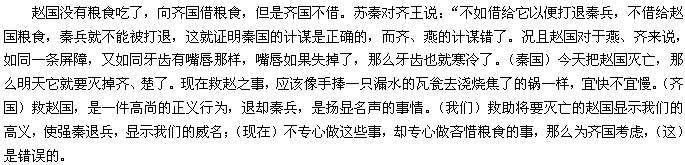 赵国没有粮食吃了，向齐国借粮食，但是齐国不借。苏秦对齐王说：“不如借给它以便打退秦兵，不借给赵
国粮食，秦兵就不能被打退，这就证明秦国的计谋是正确的，而齐、燕的计谋错了。况且赵国对于燕、齐来说，
如同一条屏障，又如同牙齿有嘴唇那样，嘴唇如果失掉了，那么牙齿也就寒冷了。（秦国）今天把赵国灭亡，那
么明天它就要灭掉齐、楚了。现在救赵之事，应该像手捧一只漏水的瓦瓮去浇烧焦了的锅一样，宜快不宜慢。（齐
国）救赵国，是一件高尚的正义行为，退却秦兵，是扬显名声的事情。（我们）救助将要灭亡的赵国显示我们的
高义，使强秦退兵，显示我们的威名；（现在）不专心做这些事，却专心做吝惜粮食的事，那么为齐国考虑，（这）
是错误的。